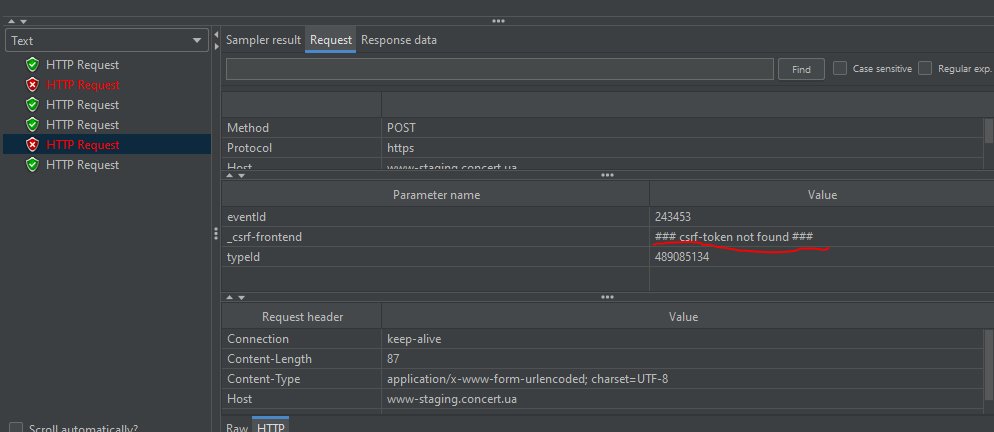 Text
HTTP Request
HTTP Request
HTTP Request
HTTP Request
HTTP Request
HTTP Request
Scroll automatically?
Sampler result Request Response data
Find Case sensitive Regular exp.
Method POST
Protocol https
Host www-staging.concert.ua
Parameter name Value
eventId 243453
_csrf-frontend ### csrf-token not found ###
typeId 489085134
Request header Value
Connection keep-alive
Content-Length 87
Content-Type application/x-www-form-urlencoded; charset=UTF-8
Host www-staging.concert.ua
Raw HTTP